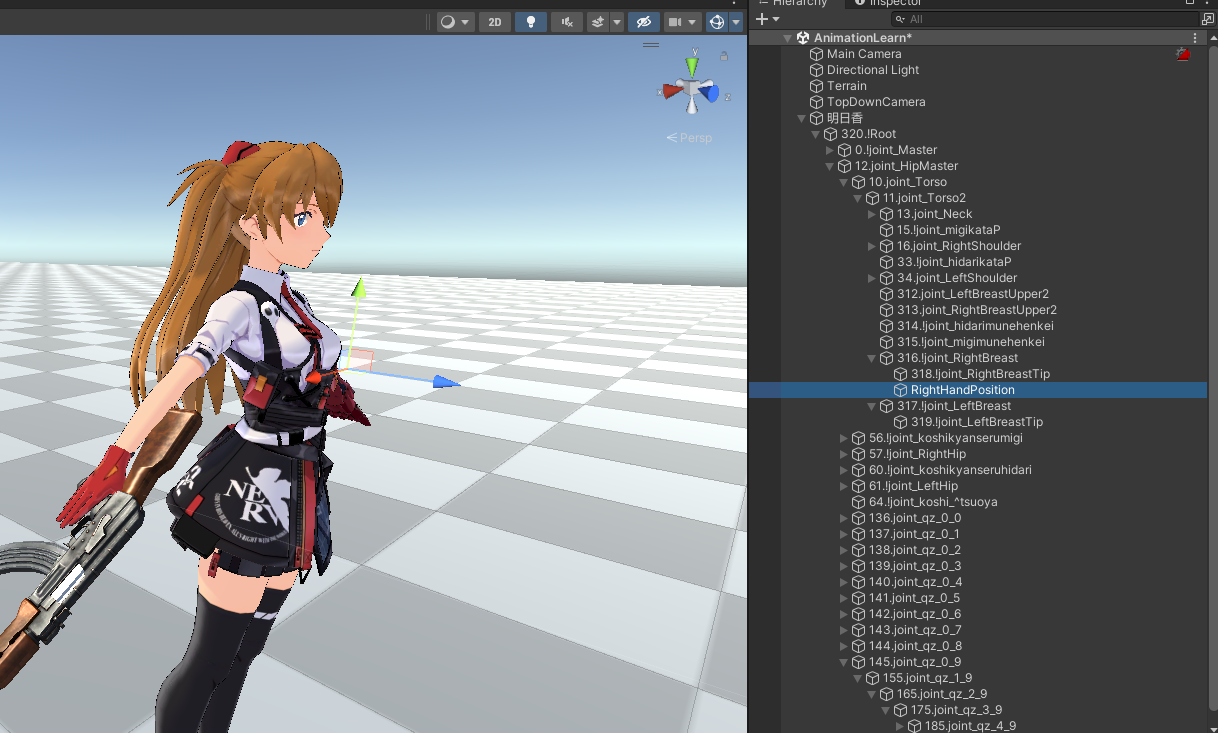 Hierarchy
Inspector
2D
All
AnimationLearn*
Main Camera
Directional Light
Terrain
TopDownCamera
明日香
320.!Root
0.!joint_Master
12.joint_HipMaster
10.joint_Torso
11.joint_Torso2
13.joint_Neck
15.!joint_migikataP
16.joint_RightShoulder
33.!joint_hidarikataP
34.joint_LeftShoulder
312.joint_LeftBreastUpper2
313.joint_RightBreastUpper2
314.!joint_hidarimunehenkei
315.!joint_migimunehenkei
316.!joint_RightBreast
318.!joint_RightBreastTip
RightHandPosition
317.!joint_LeftBreast
319.!joint_LeftBreastTip
56.!joint_koshikyanserumigi
57.!joint_RightHip
60.!joint_koshikyanseruhidari
61.!joint_LeftHip
64.!joint_koshi_^tsuoya
136.joint_qz_0_0
137.joint_qz_0_1
138.joint_qz_0_2
139.joint_qz_0_3
140.joint_qz_0_4
141.joint_qz_0_5
142.joint_qz_0_6
143.joint_qz_0_7
144.joint_qz_0_8
145.joint_qz_0_9
155.joint_qz_1_9
165.joint_qz_2_9
175.joint_qz_3_9
185.joint_qz_4_9
y
x
z
Persp
NER